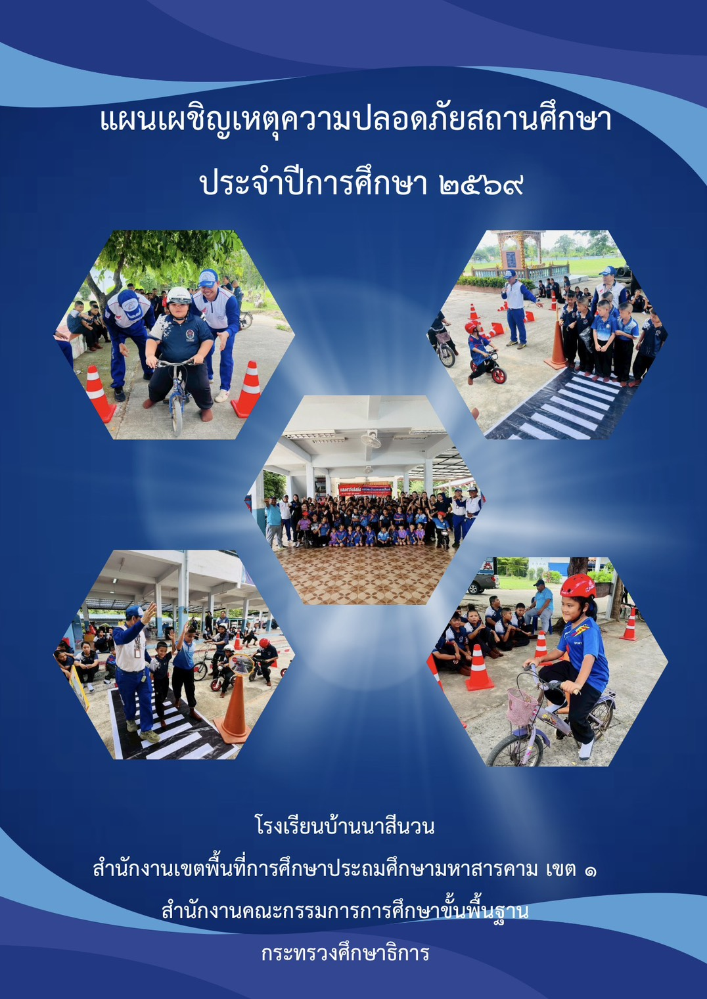 แผนเผชิญเหตุความปลอดภัยสถานศึกษา
ประจำปีการศึกษา ๒๕๖๙
โรงเรียนบ้านนาสีนวน
สำนักงานเขตพื้นที่การศึกษาประถมศึกษามหาสารคาม เขต ๑
สำนักงานคณะกรรมการการศึกษาขั้นพื้นฐาน
กระทรวงศึกษาธิการ